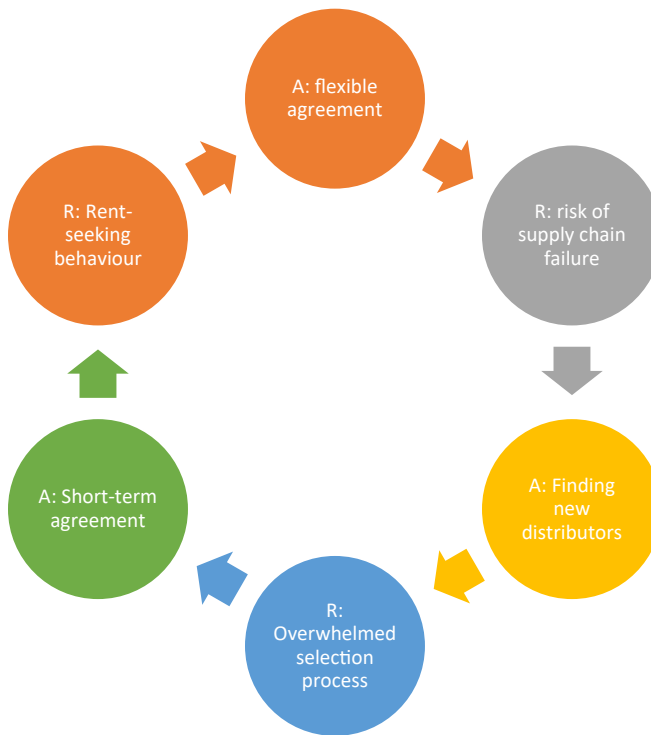 A: flexible
agreement
R: risk of
supply chain
failure
A: Finding
new
distributors
R:
Overwhelmed
selection
process
A: Short-term
agreement
R: Rent-
seeking
behaviour